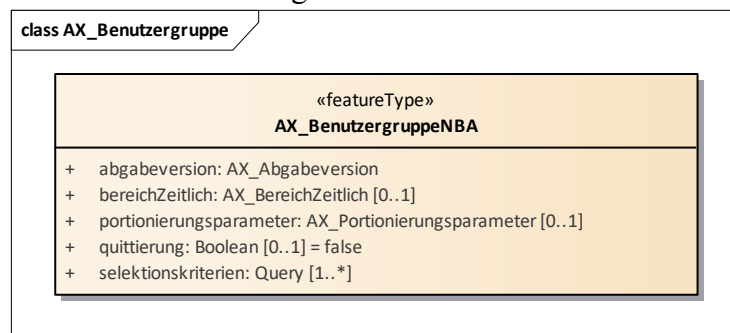 class AX_Benutzergruppe
«featureType»
AX_BenutzergruppeNBA
+ abgabeversion: AX_Abgabeversion
+ bereichZeitlich: AX_BereichZeitlich [0..1]
+ portionierungsparameter: AX_Portionierungsparameter [0..1]
+ quittierung: Boolean [0..1] = false
+ selektionskriterien: Query [1..*]